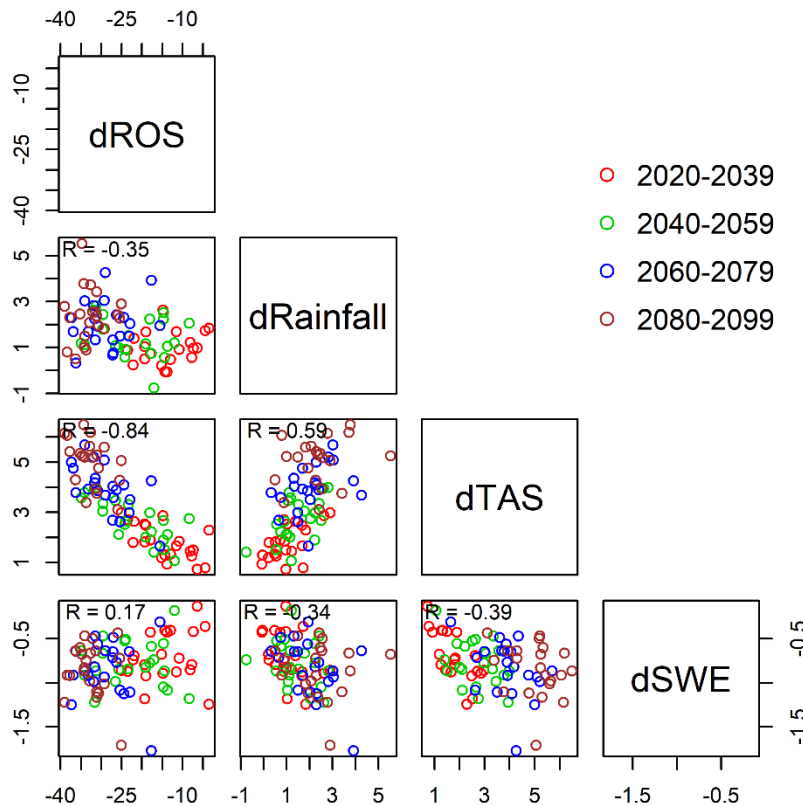 -40 -25 -10
-10
-25
-40
dROS
2020-2039
2040-2059
2060-2079
2080-2099
R = -0.35
5
3
1
-1
dRainfall
R = -0.84
5
3
1
R = 0.59
dTAS
R = 0.17
-0.5
-1.5
R = -0.34
R = -0.39
dSWE
-0.5
-1.5
-40 -25 -10 -1 1 3 5 1 3 5 -1.5 -0.5